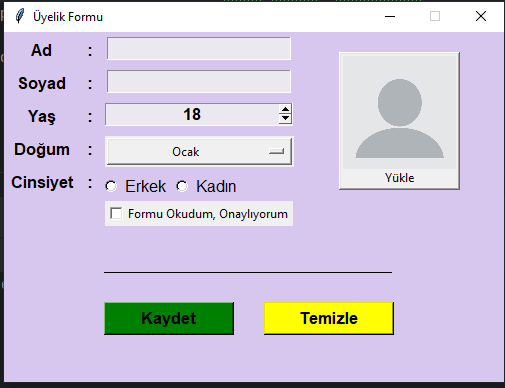 Üyelik Formu
Ad :
Soyad :
Yaş : 18
Doğum : Ocak
Cinsiyet : Erkek Kadın
Formu Okudum, Onaylıyorum
Yükle
Kaydet Temizle